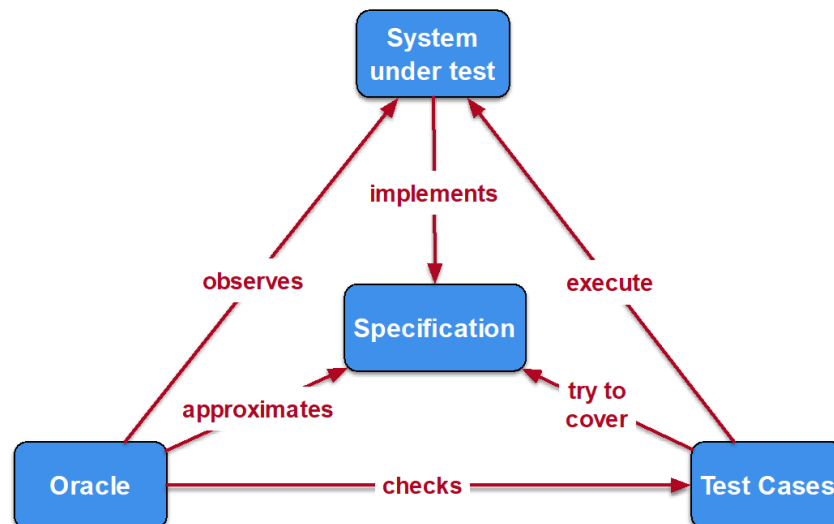 System
under test
implements
observes
execute
Specification
approximates
try to
cover
Oracle
checks
Test Cases